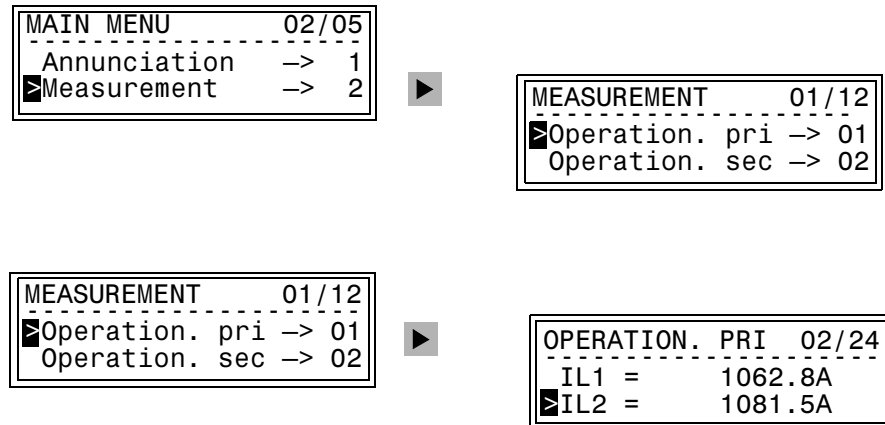 MAIN MENU 02/05
---------------------
Annunciation —> 1
>Measurement —> 2
MEASUREMENT 01/12
--------------------
>Operation. pri —> 01
Operation. sec —> 02
MEASUREMENT 01/12
--------------------
>Operation. pri —> 01
Operation. sec —> 02
OPERATION. PRI 02/24
--------------------
IL1 = 1062.8A
>IL2 = 1081.5A